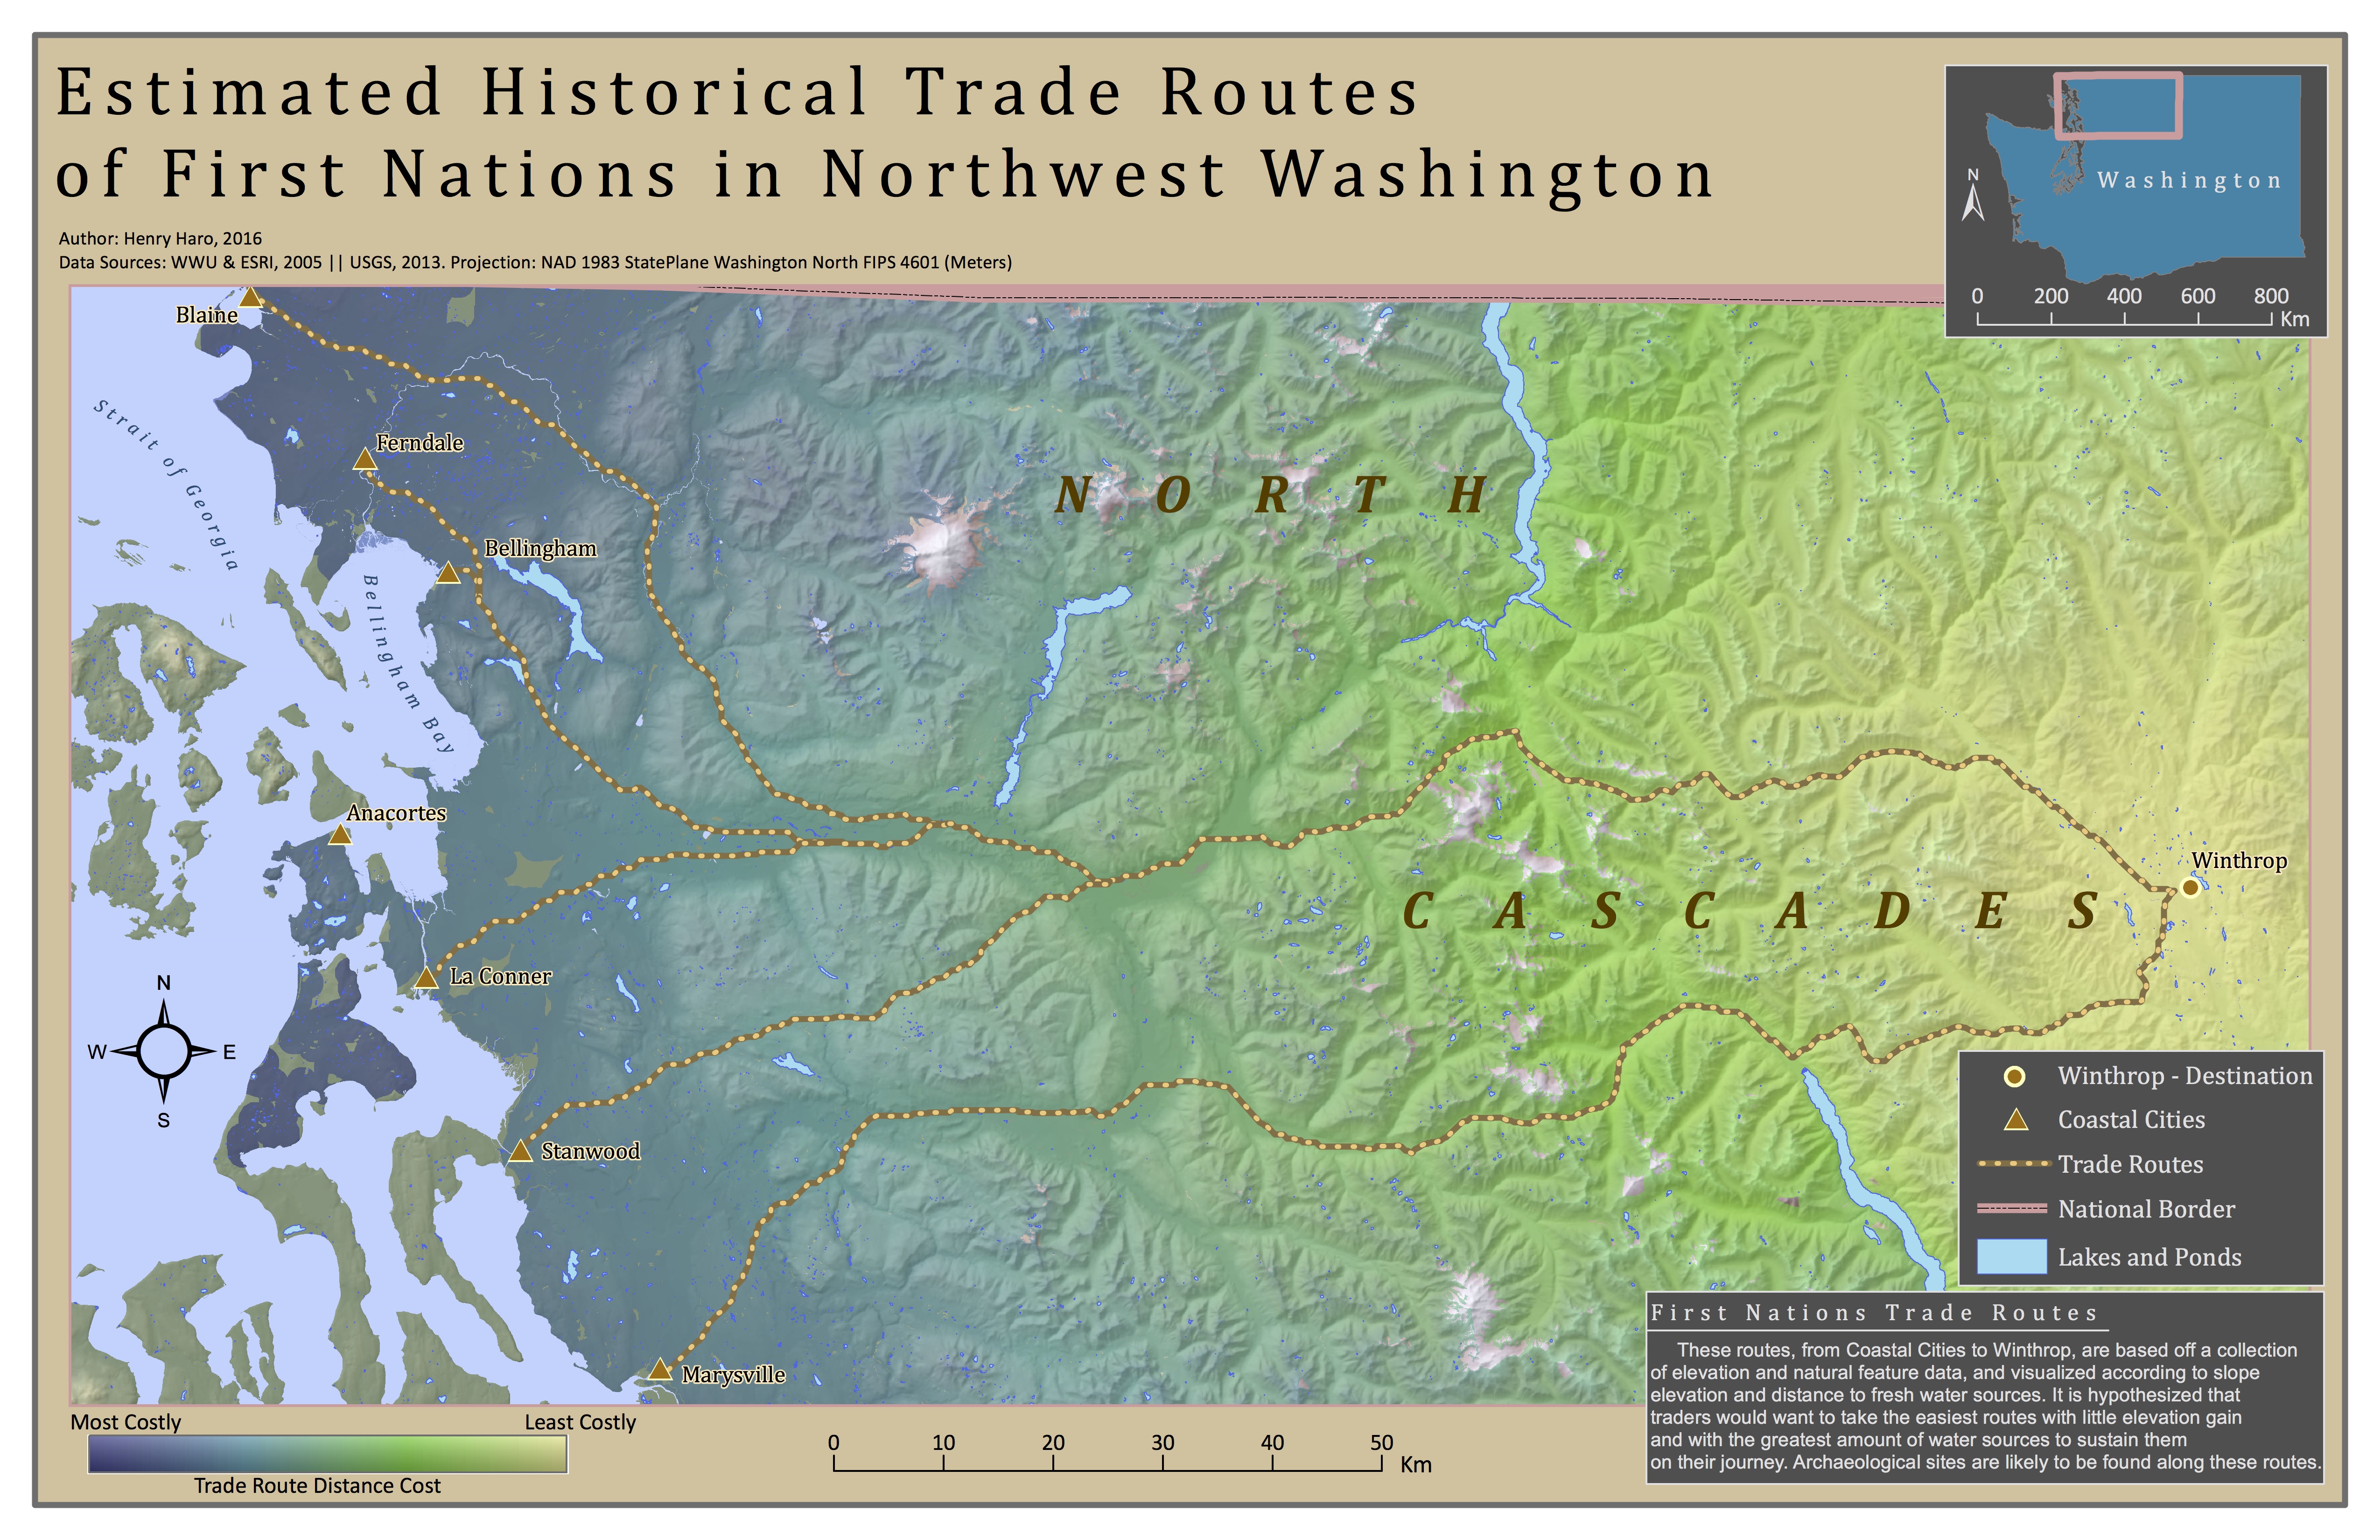 Estimated Historical Trade Routes
of First Nations in Northwest Washington
Author: Henry Haro, 2016
Data Sources: WWU & ESRI, 2005 || USGS, 2013. Projection: NAD 1983 StatePlane Washington North FIPS 4601 (Meters)
N
Washington
0 200 400 600 800
Km
Blaine
Strait of Georgia
Ferndale
NORTH
Bellingham
Bellingham Bay
Anacortes
Winthrop
CASCADES
La Conner
N
W E
S
Stanwood
Marysville
Winthrop - Destination
Coastal Cities
Trade Routes
National Border
Lakes and Ponds
First Nations Trade Routes
These routes, from Coastal Cities to Winthrop, are based off a collection
of elevation and natural feature data, and visualized according to slope
elevation and distance to fresh water sources. It is hypothesized that
traders would want to take the easiest routes with little elevation gain
and with the greatest amount of water sources to sustain them
on their journey. Archaeological sites are likely to be found along these routes.
Most Costly Least Costly
Trade Route Distance Cost
0 10 20 30 40 50
Km